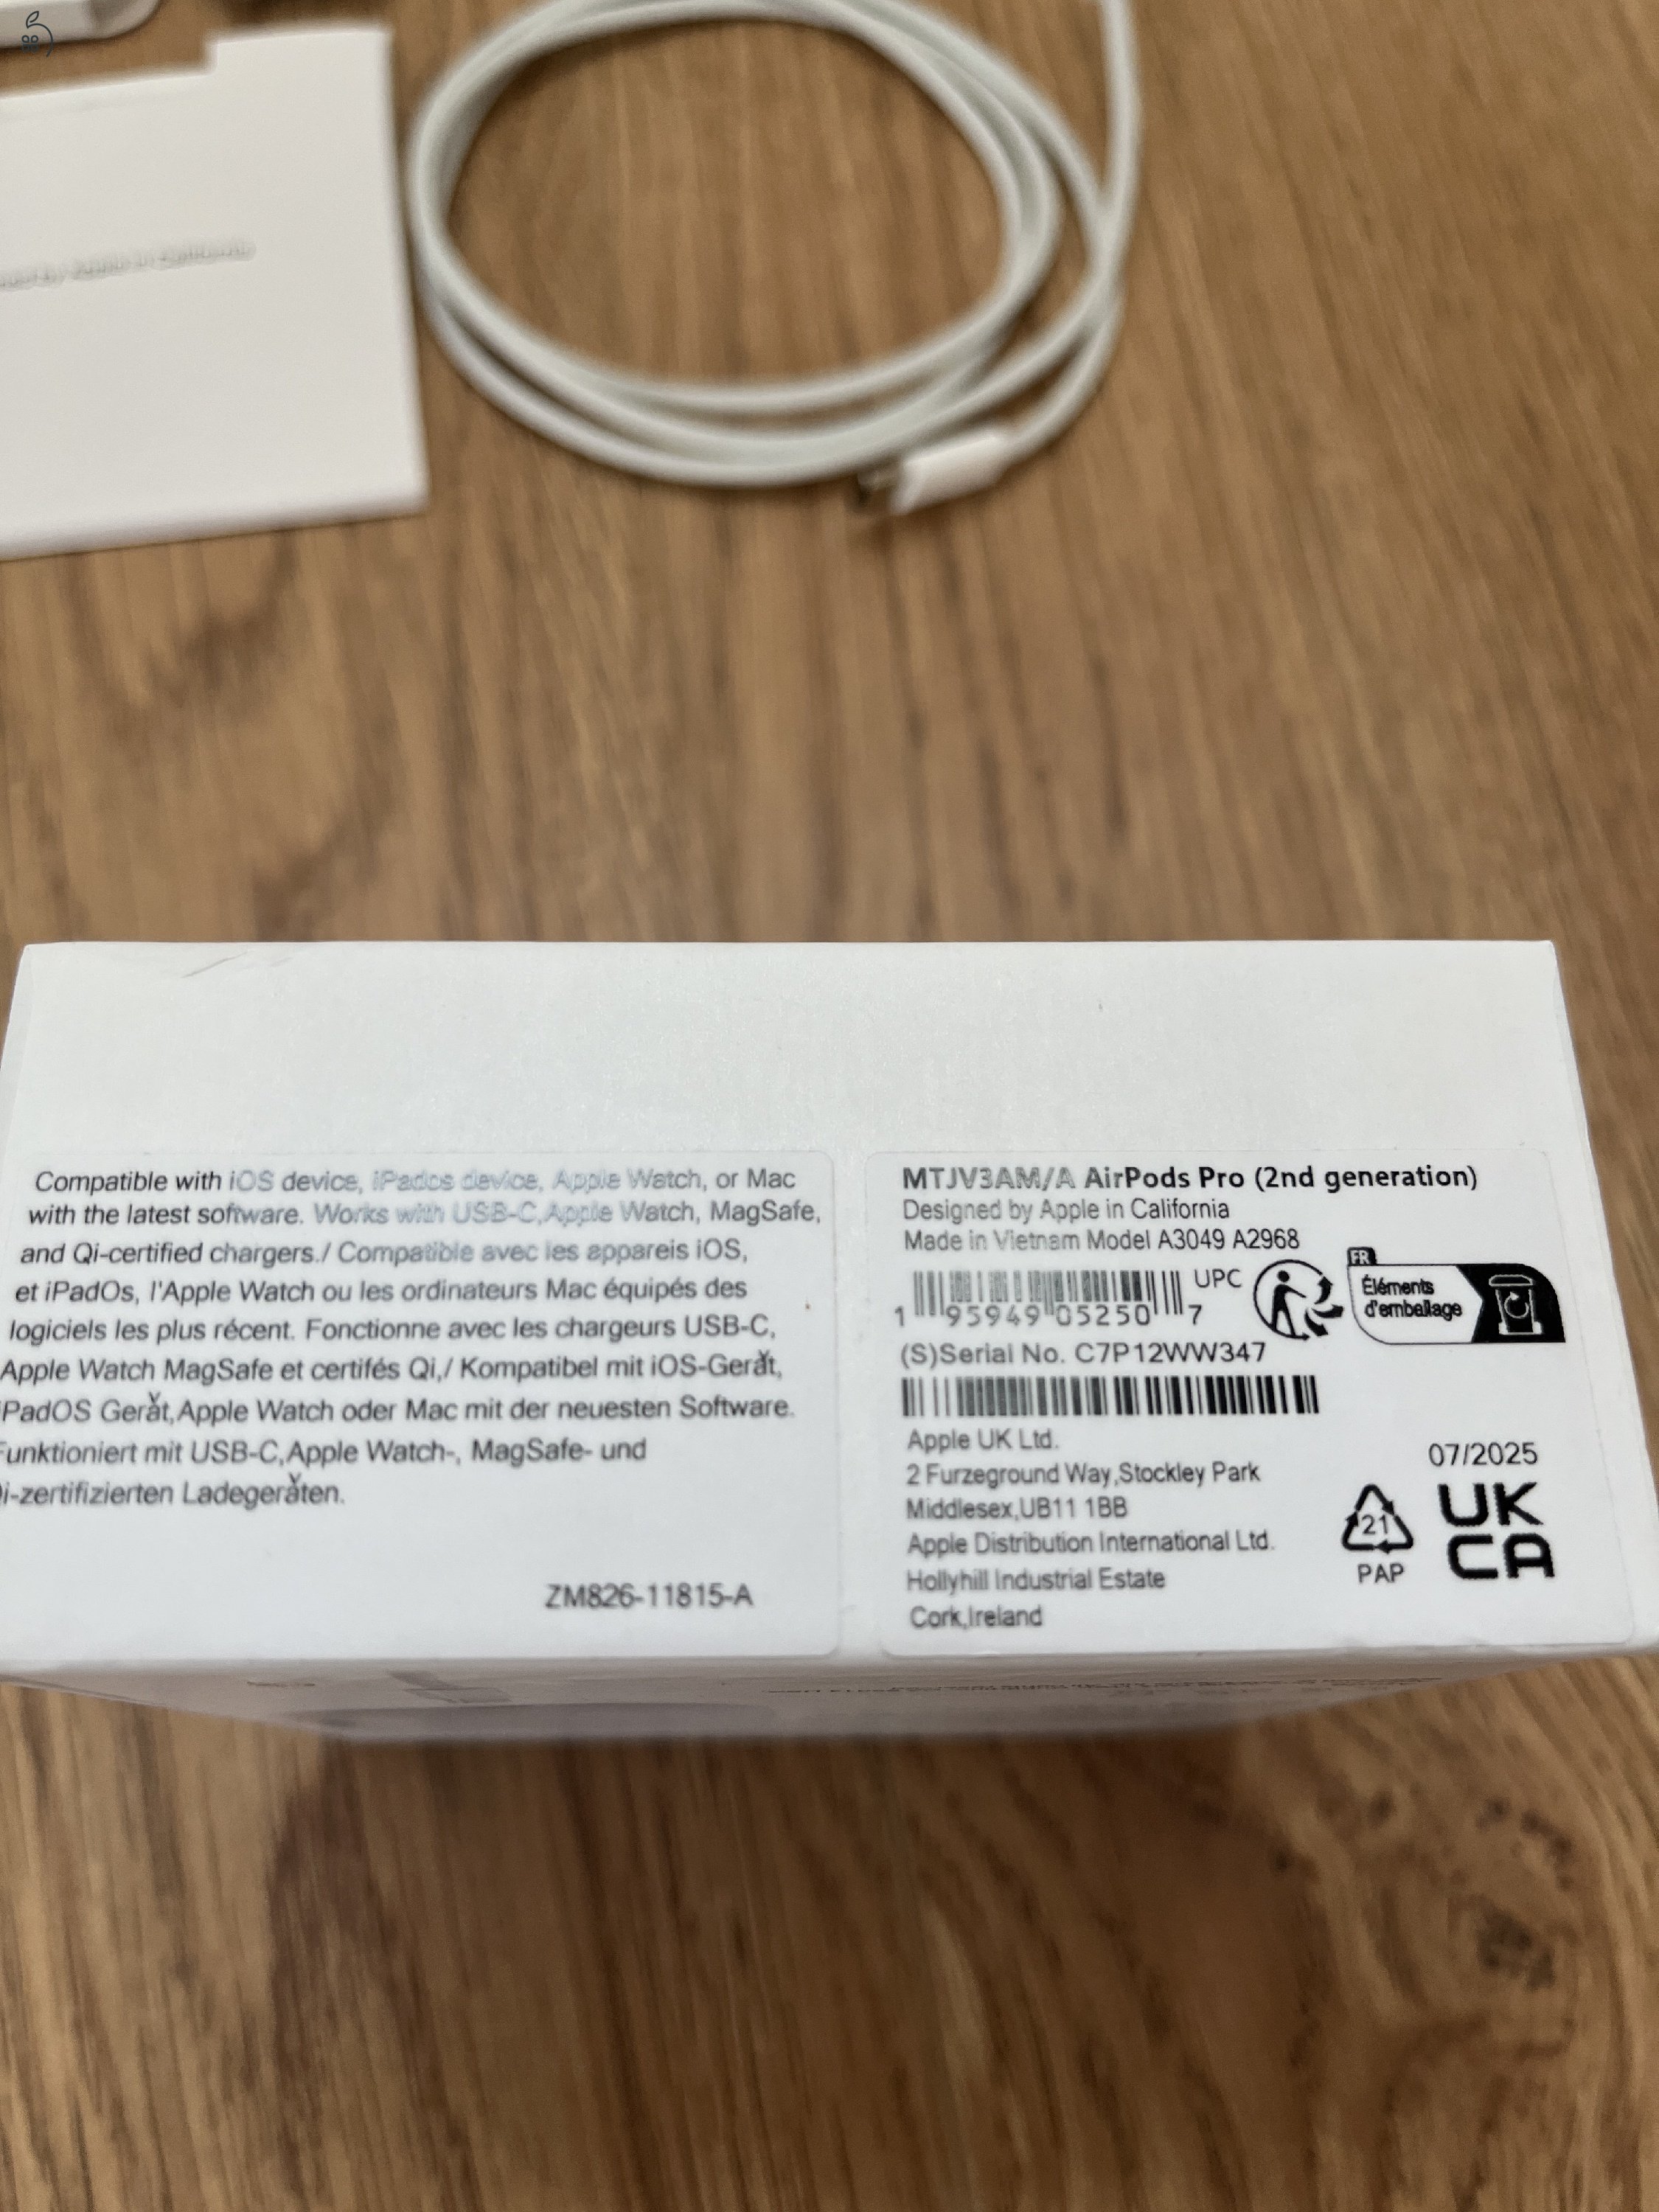 Compatible with iOS device, iPados device, Apple Watch, or Mac
with the latest software. Works with USB-C,Apple Watch, MagSafe,
and Qi-certified chargers./ Compatible avec les appareis iOS,
et iPadOs, l'Apple Watch ou les ordinateurs Mac équipés des
logiciels les plus récent. Fonctionne avec les chargeurs USB-C,
Apple Watch MagSafe et certifés Qi,/ Kompatibel mit iOS-Gerǎt,
PadOS Gerǎt,Apple Watch oder Mac mit der neuesten Software.
Funktioniert mit USB-C,Apple Watch-, MagSafe- und
i-zertifizierten Ladegerǎten.
ZM826-11815-A
MTJV3AM/A AirPods Pro (2nd generation)
Designed by Apple in California
Made in Vietnam Model A3049 A2968
UPC
1 95949 05250 7
FR
Éléments
d'emballage
(S)Serial No. C7P12WW347
Apple UK Ltd.
2 Furzeground Way,Stockley Park
Middlesex,UB11 1BB
Apple Distribution International Ltd.
Hollyhill Industrial Estate
Cork,Ireland
07/2025
21
PAP
UK
CA